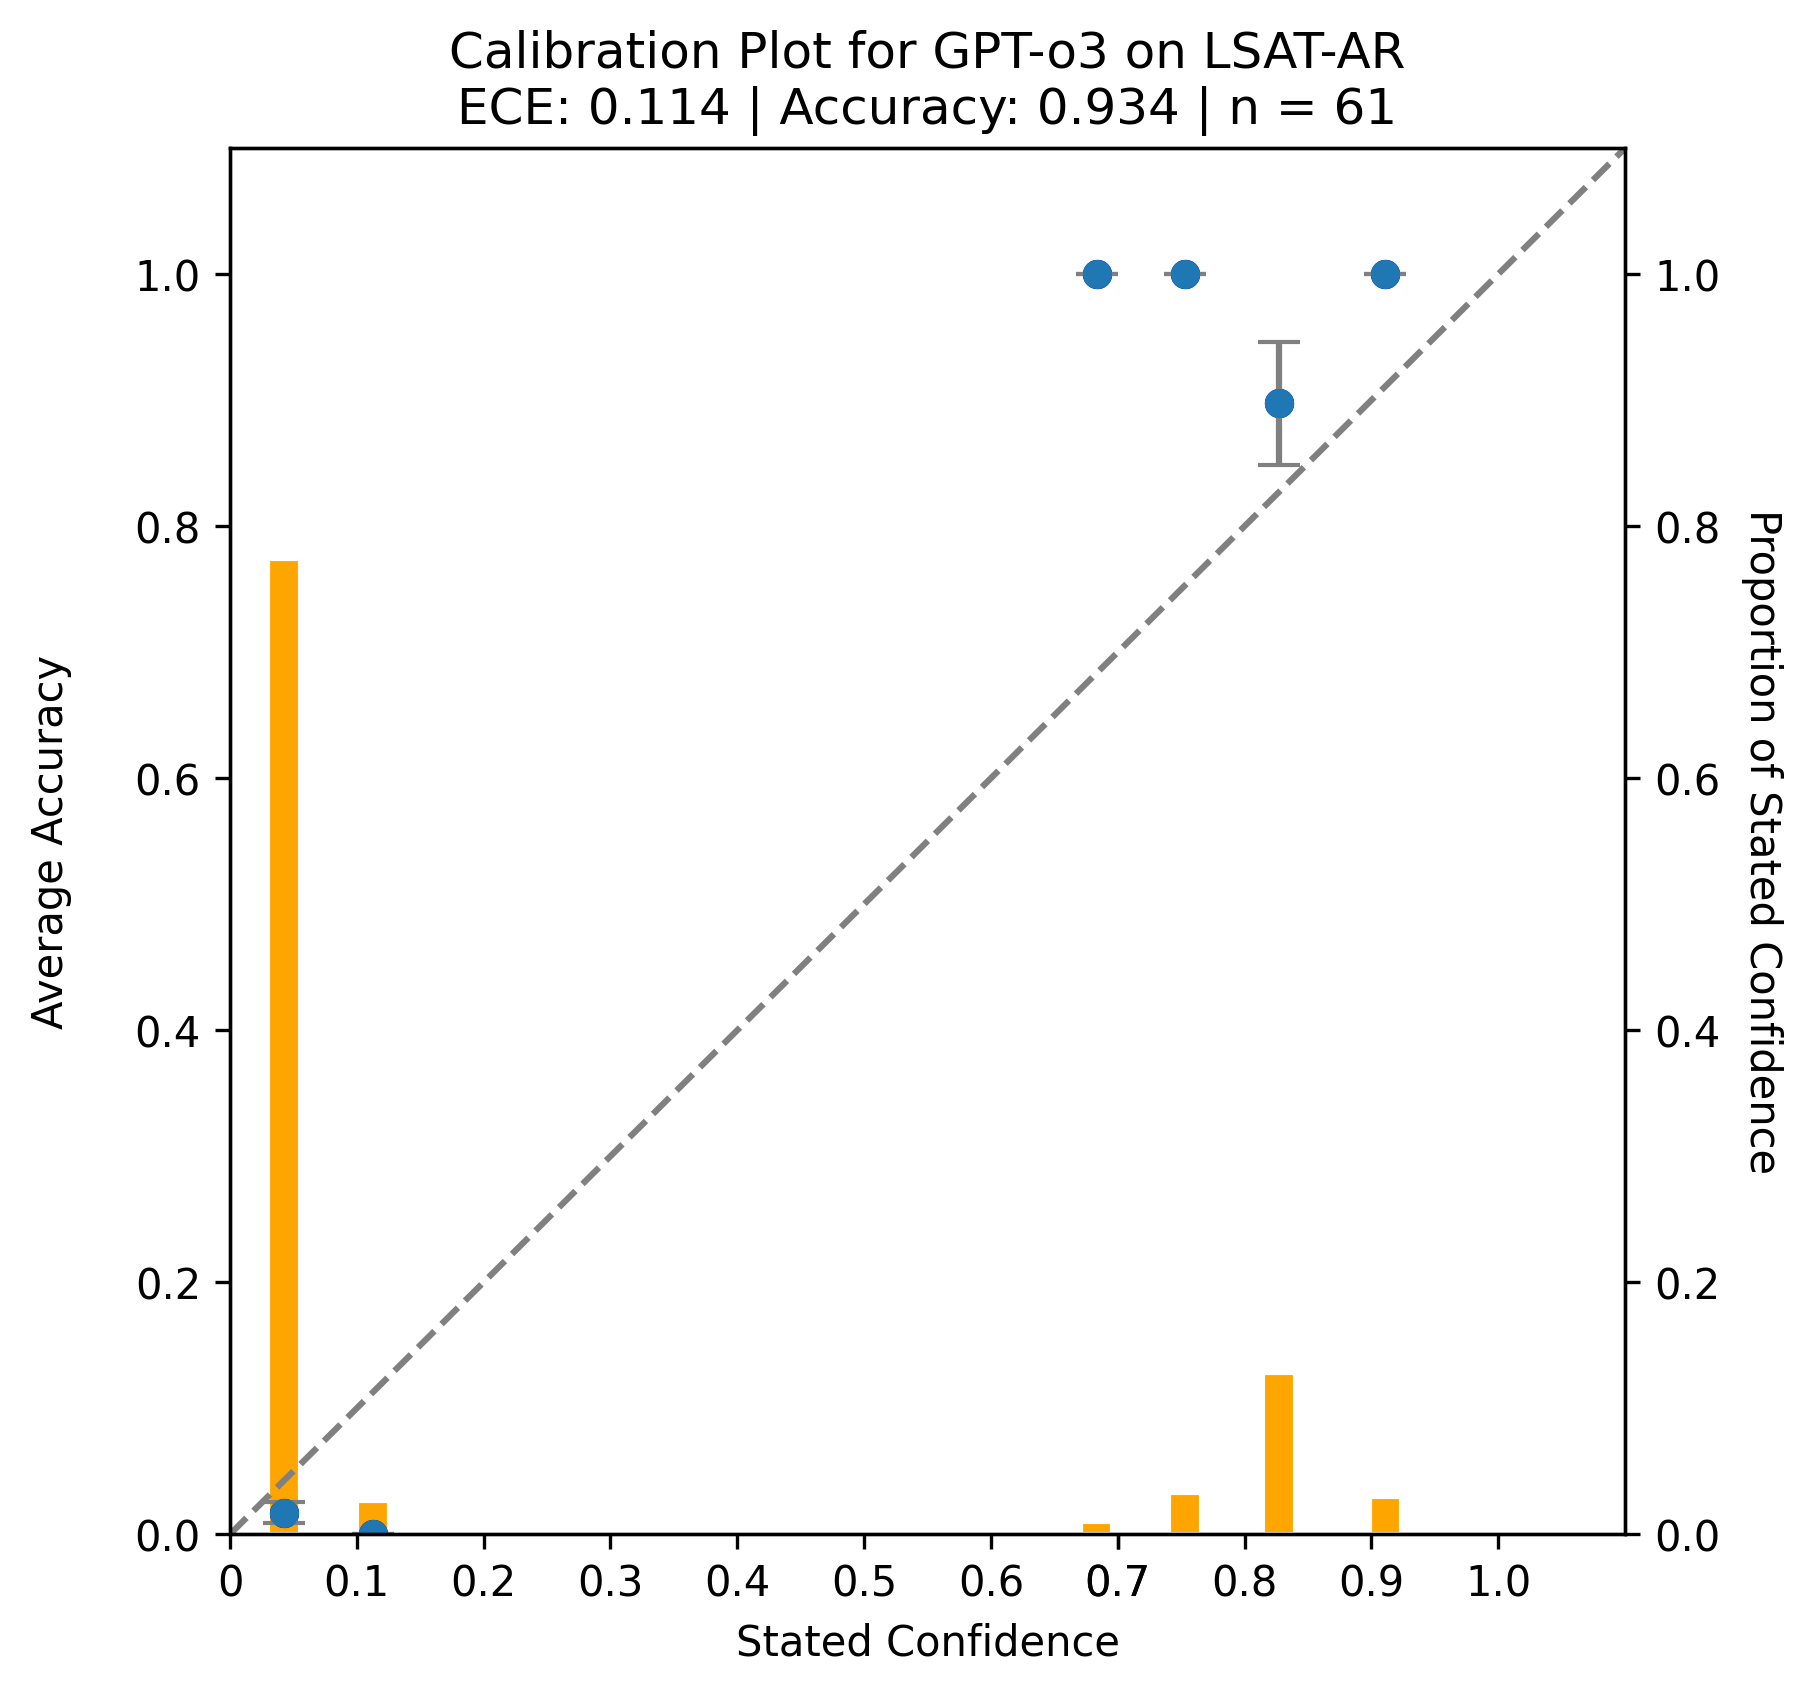 Calibration Plot for GPT-o3 on LSAT-AR
ECE: 0.114 | Accuracy: 0.934 | n = 61
Average Accuracy
1.0
0.8
0.6
0.4
0.2
0.0
1.0
0.8
0.6
0.4
0.2
0.0
Proportion of Stated Confidence
0 0.1 0.2 0.3 0.4 0.5 0.6 0.7 0.8 0.9 1.0
Stated Confidence